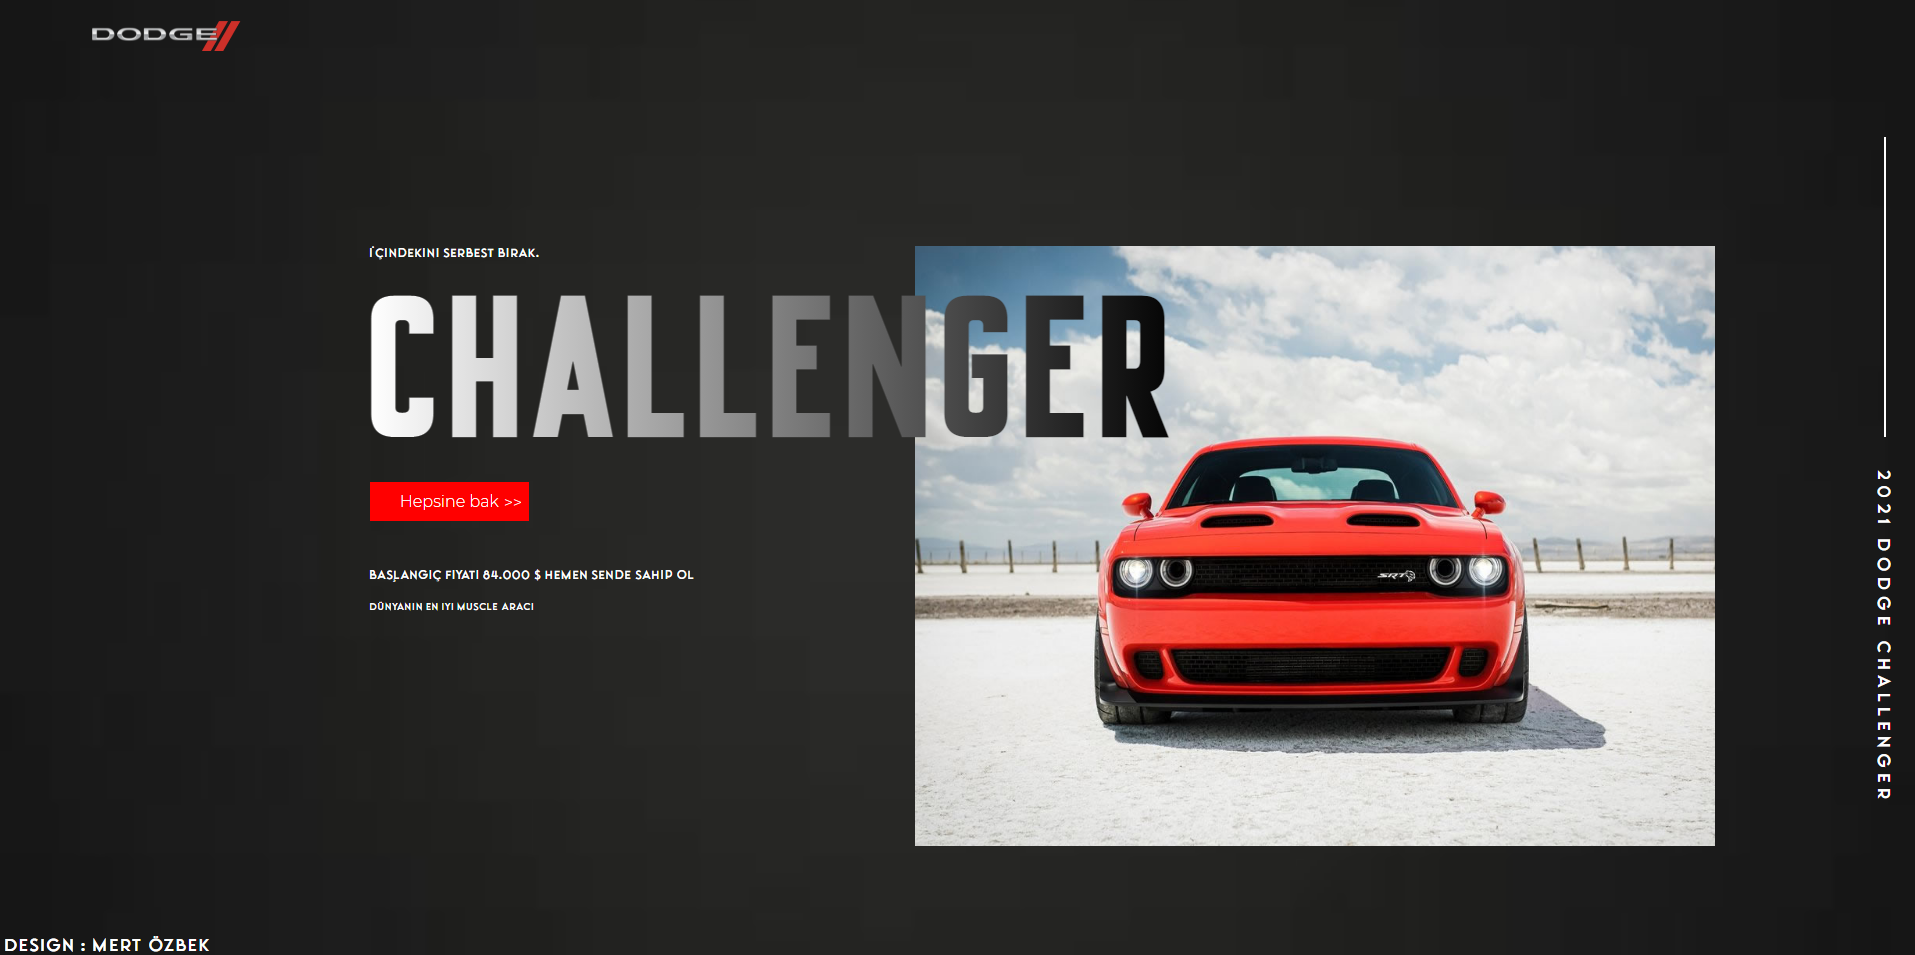 DODGE
İÇINDEKINI SERBEST BIRAK.
CHALLENGER
Hepsine bak >>
SRT
BAŞLANGIÇ FIYATI 84.000 $ HEMEN SENDE SAHIP OL
DÜNYANIN EN IYI MUSCLE ARACI
2021 DODGE CHALLENGER
DESIGN : MERT ÖZBEK